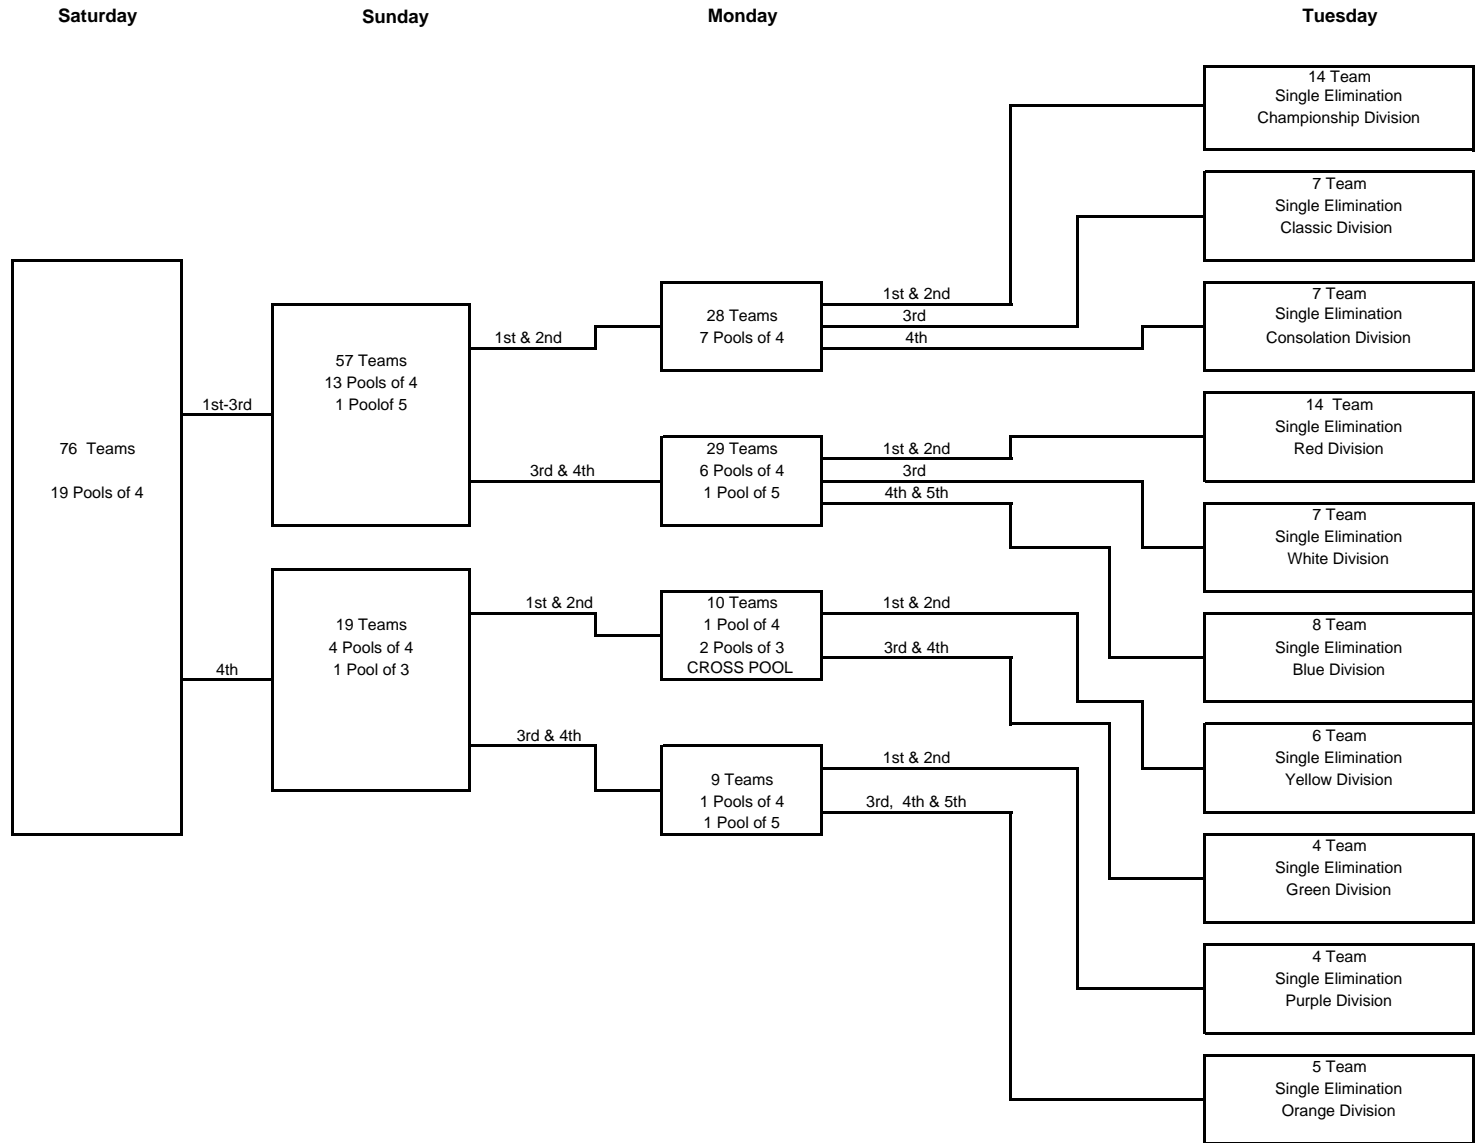 Saturday
Sunday
Monday
Tuesday
76 Teams
19 Pools of 4
1st-3rd
4th
57 Teams
13 Pools of 4
1 Poolof 5
19 Teams
4 Pools of 4
1 Pool of 3
1st & 2nd
3rd & 4th
1st & 2nd
3rd & 4th
28 Teams
7 Pools of 4
29 Teams
6 Pools of 4
1 Pool of 5
10 Teams
1 Pool of 4
2 Pools of 3
CROSS POOL
9 Teams
1 Pools of 4
1 Pool of 5
1st & 2nd
3rd
4th
1st & 2nd
3rd
4th & 5th
1st & 2nd
3rd & 4th
1st & 2nd
3rd, 4th & 5th
14 Team
Single Elimination
Championship Division
7 Team
Single Elimination
Classic Division
7 Team
Single Elimination
Consolation Division
14 Team
Single Elimination
Red Division
7 Team
Single Elimination
White Division
8 Team
Single Elimination
Blue Division
6 Team
Single Elimination
Yellow Division
4 Team
Single Elimination
Green Division
4 Team
Single Elimination
Purple Division
5 Team
Single Elimination
Orange Division